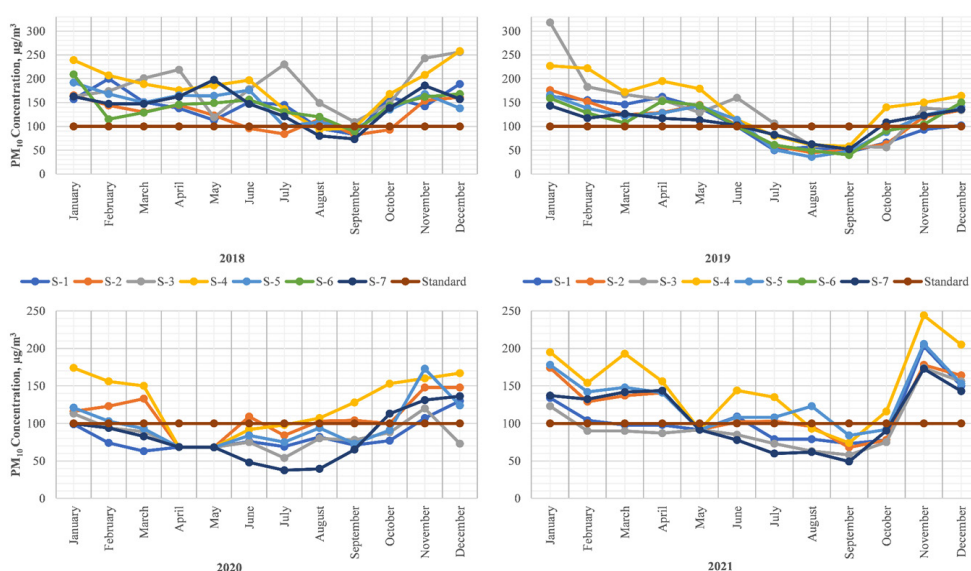 PM10 Concentration, µg/m³
300
250
200
150
100
50
0
January
February
March
April
May
June
July
August
September
October
November
December
2018
300
250
200
150
100
50
0
January
February
March
April
May
June
July
August
September
October
November
December
2019
S-1 S-2 S-3 S-4 S-5 S-6 S-7 Standard
S-1 S-2 S-3 S-4 S-5 S-6 S-7 Standard
PM10 Concentration, µg/m³
250
200
150
100
50
0
January
February
March
April
May
June
July
August
September
October
November
December
2020
250
200
150
100
50
0
January
February
March
April
May
June
July
August
September
October
November
December
2021